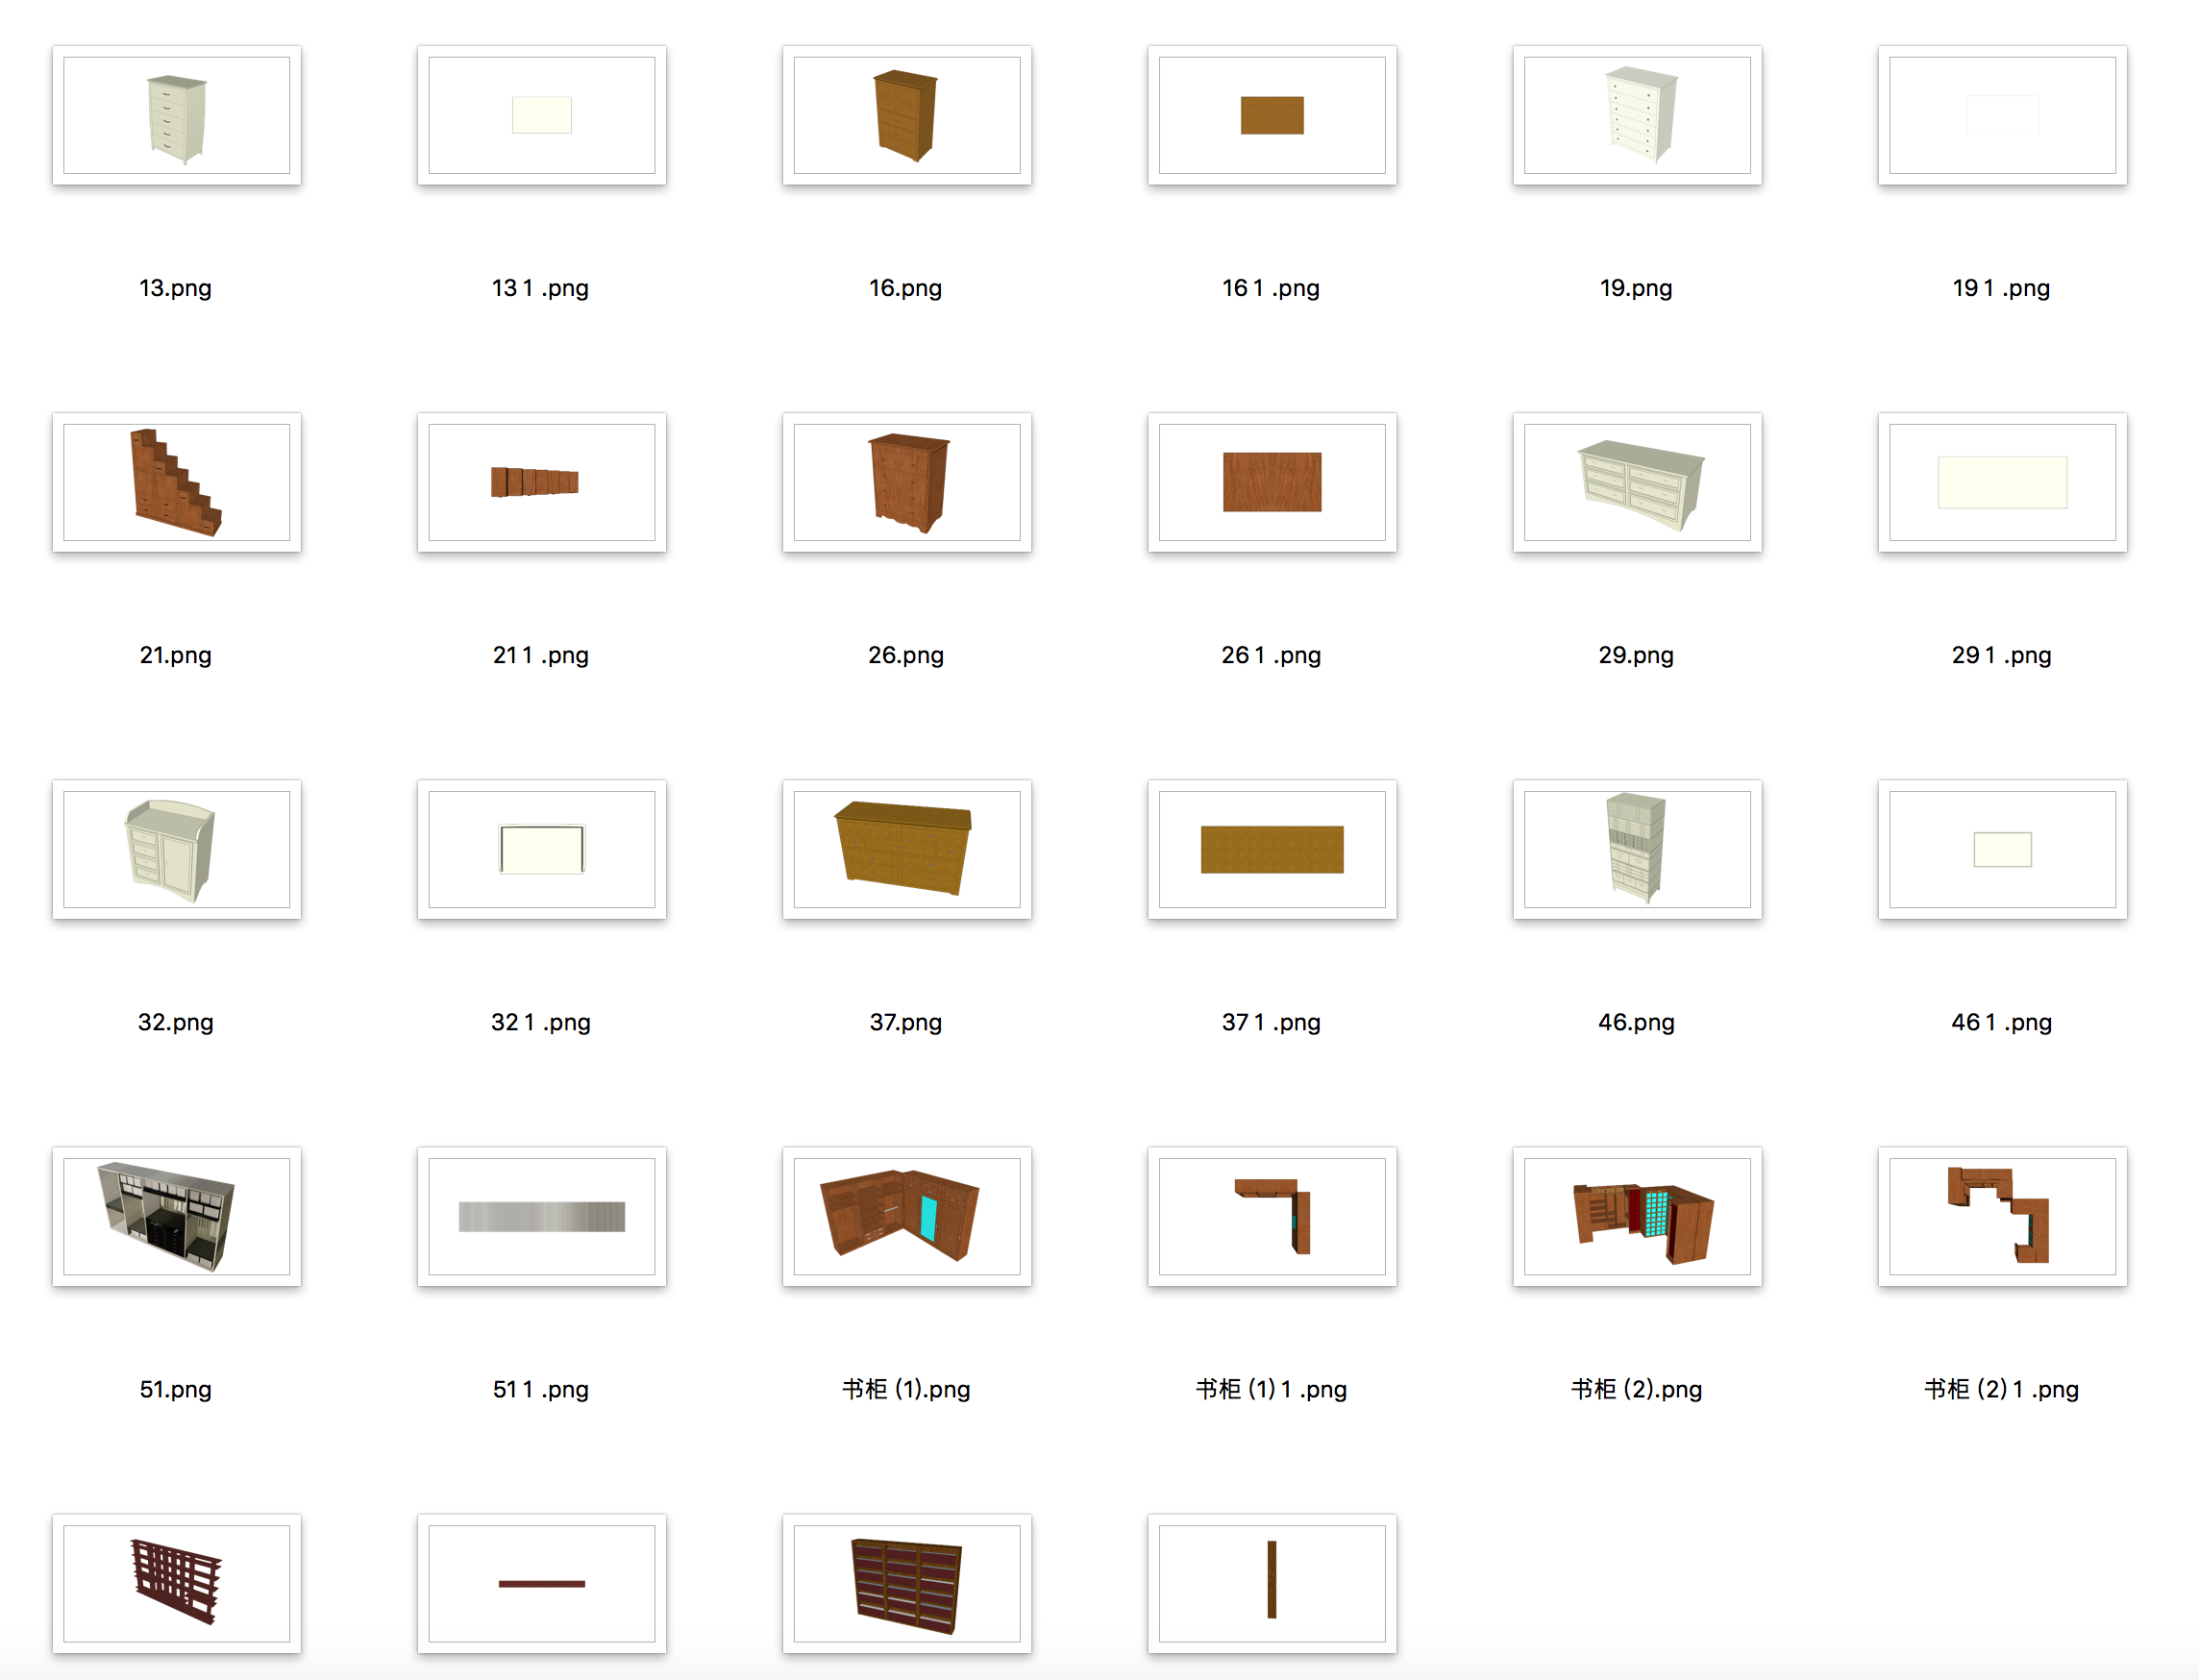 13.png
13 1 .png
16.png
16 1 .png
19.png
19 1 .png
21.png
21 1 .png
26.png
26 1 .png
29.png
29 1 .png
32.png
32 1 .png
37.png
37 1 .png
46.png
46 1 .png
51.png
51 1 .png
书柜 (1).png
书柜 (1) 1 .png
书柜 (2).png
书柜 (2) 1 .png